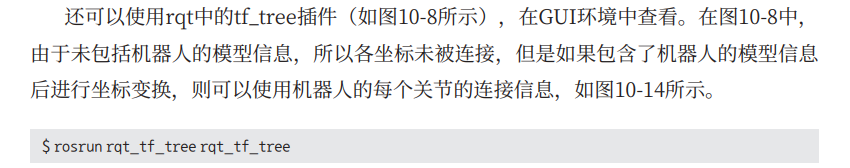 还可以使用rqt中的tf_tree插件（如图10-8所示），在GUI环境中查看。在图10-8中，
由于未包括机器人的模型信息，所以各坐标未被连接，但是如果包含了机器人的模型信息
后进行坐标变换，则可以使用机器人的每个关节的连接信息，如图10-14所示。
$ rosrun rqt_tf_tree rqt_tf_tree